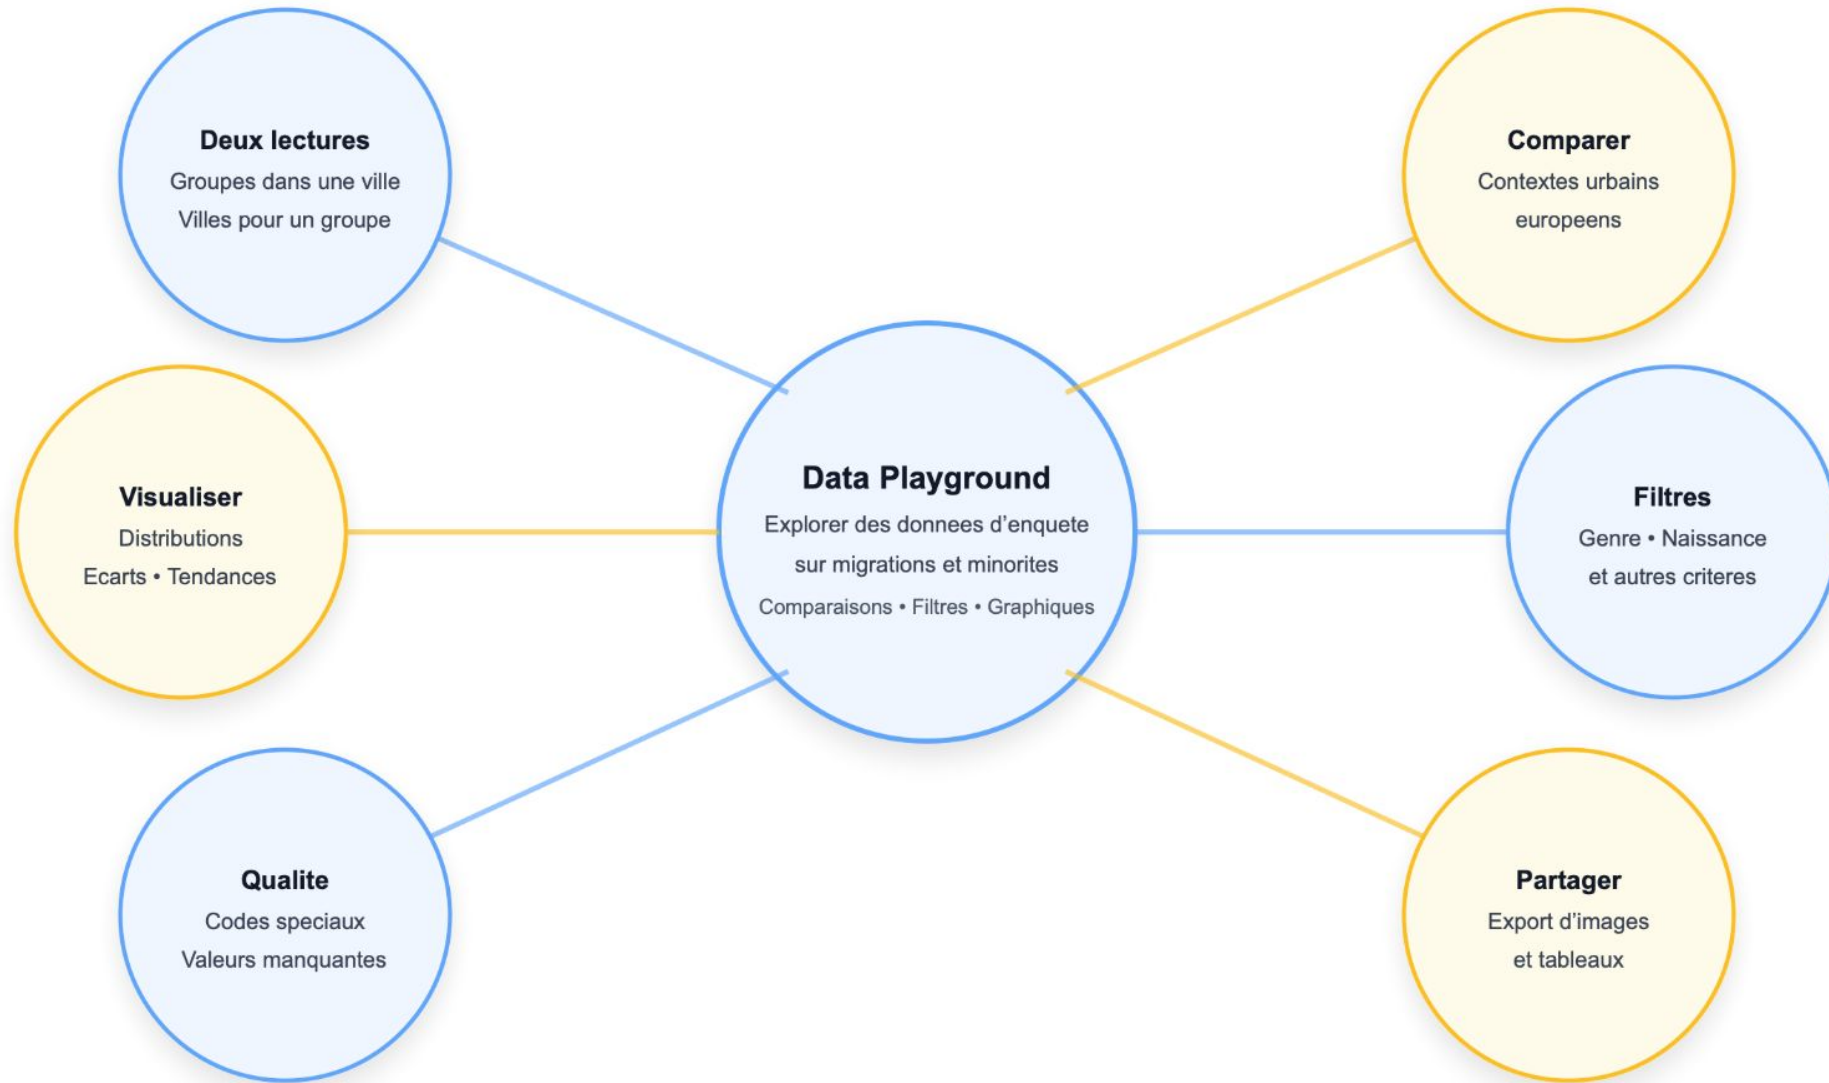 Deux lectures
Groupes dans une ville
Villes pour un groupe
Comparer
Contextes urbains
europeens
Visualiser
Distributions
Ecarts • Tendances
Data Playground
Explorer des donnees d’enquete
sur migrations et minorites
Comparaisons • Filtres • Graphiques
Filtres
Genre • Naissance
et autres criteres
Qualite
Codes speciaux
Valeurs manquantes
Partager
Export d’images
et tableaux